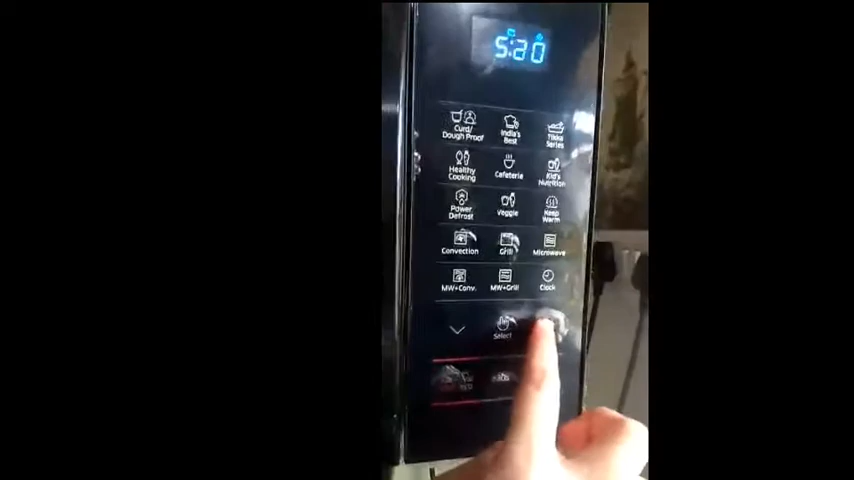 5:20
Curd/
Dough Proof
India's
Best
Tikka
Series
Healthy
Cooking
Cafeteria
Kid's
Nutrition
Power
Defrost
Veggie
Keep
Warm
Convection
Grill
Microwave
MW+Conv.
MW+Grill
Clock
Select